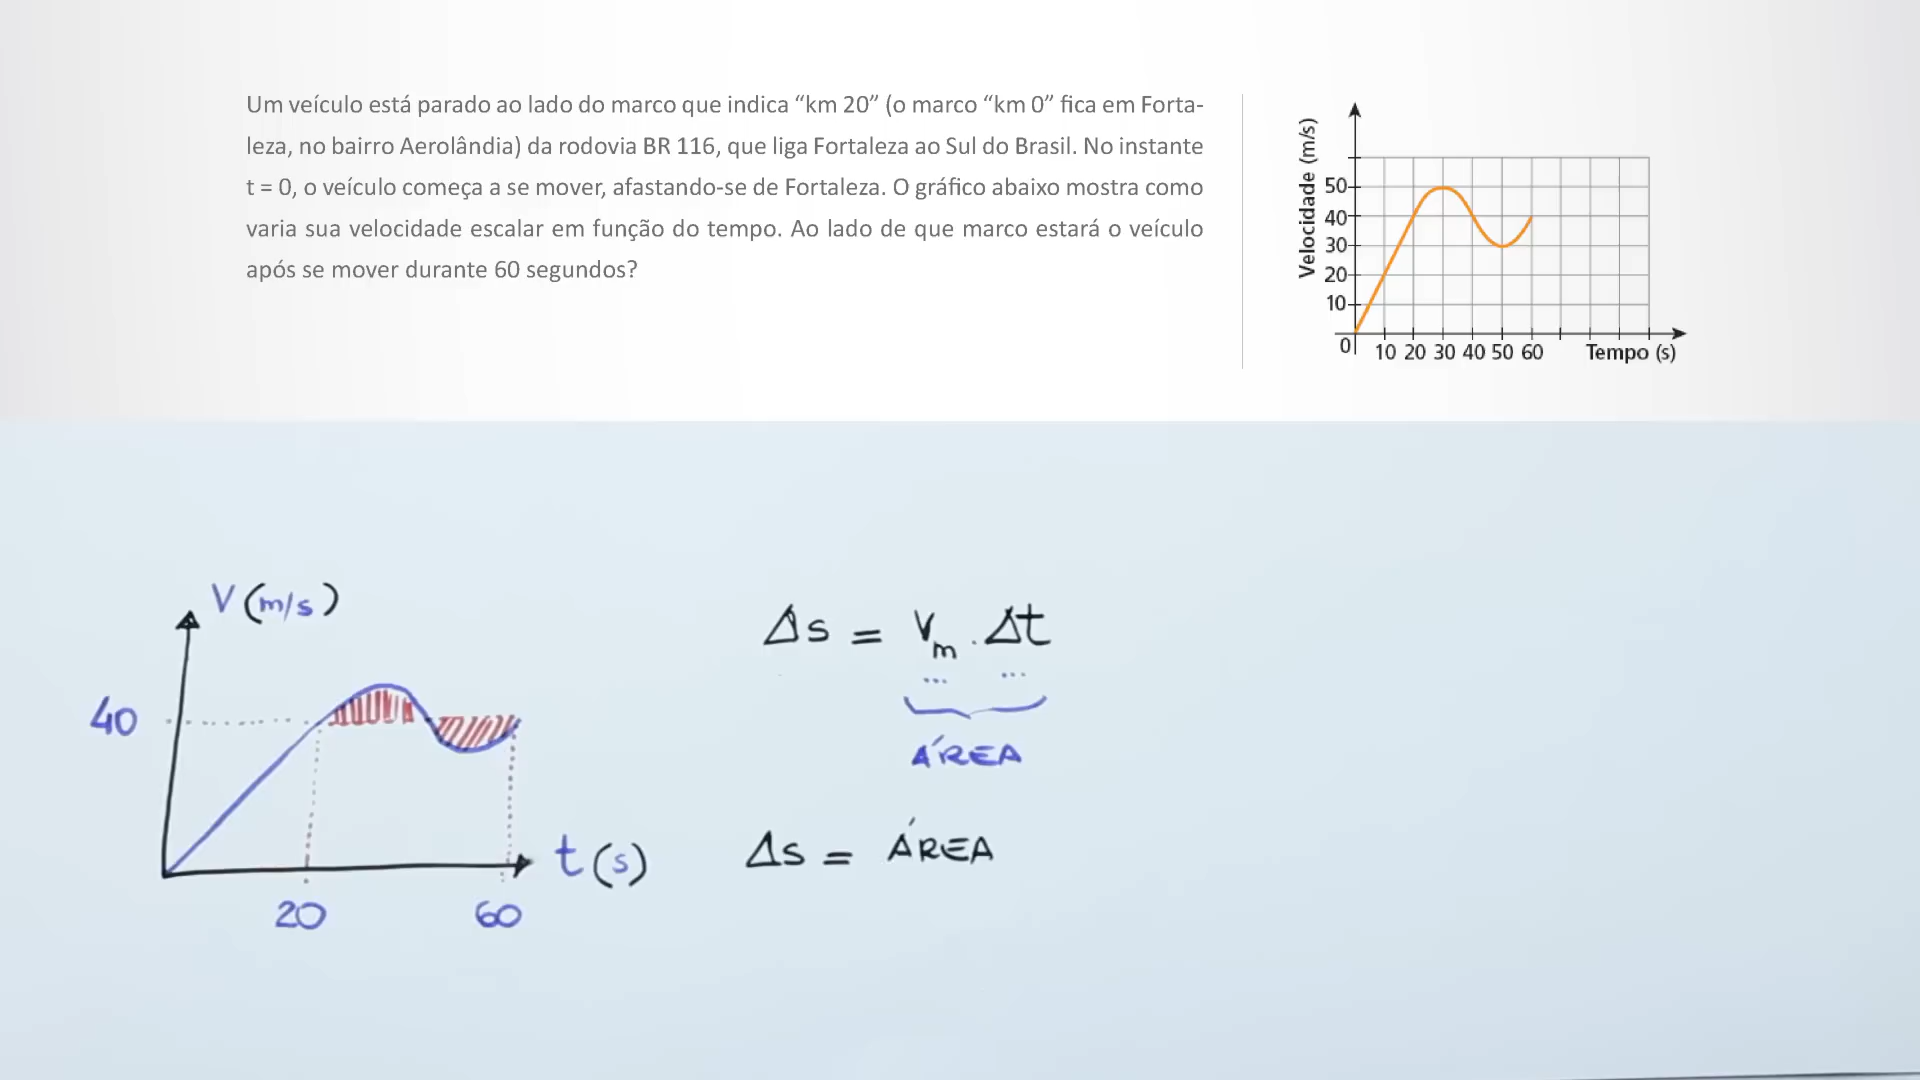 Um veículo está parado ao lado do marco que indica “km 20” (o marco “km 0” fica em Forta-
leza, no bairro Aerolândia) da rodovia BR 116, que liga Fortaleza ao Sul do Brasil. No instante
t = 0, o veículo começa a se mover, afastando-se de Fortaleza. O gráfico abaixo mostra como
varia sua velocidade escalar em função do tempo. Ao lado de que marco estará o veículo
após se mover durante 60 segundos?
Velocidade (m/s)
50
40
30
20
10
0
10 20 30 40 50 60
Tempo (s)
V (m/s)
40
20
60
t (s)
Δs = Vm . Δt
... ...
ÁREA
Δs = ÁREA